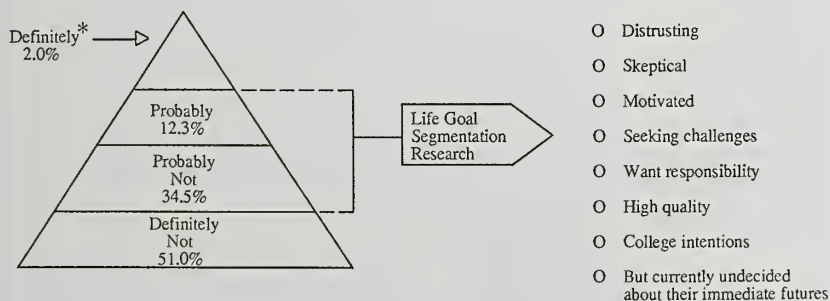 Definitely*
2.0%
Probably
12.3%
Probably
Not
34.5%
Definitely
Not
51.0%
Life Goal
Segmentation
Research
O Distrusting
O Skeptical
O Motivated
O Seeking challenges
O Want responsibility
O High quality
O College intentions
O But currently undecided
about their immediate futures